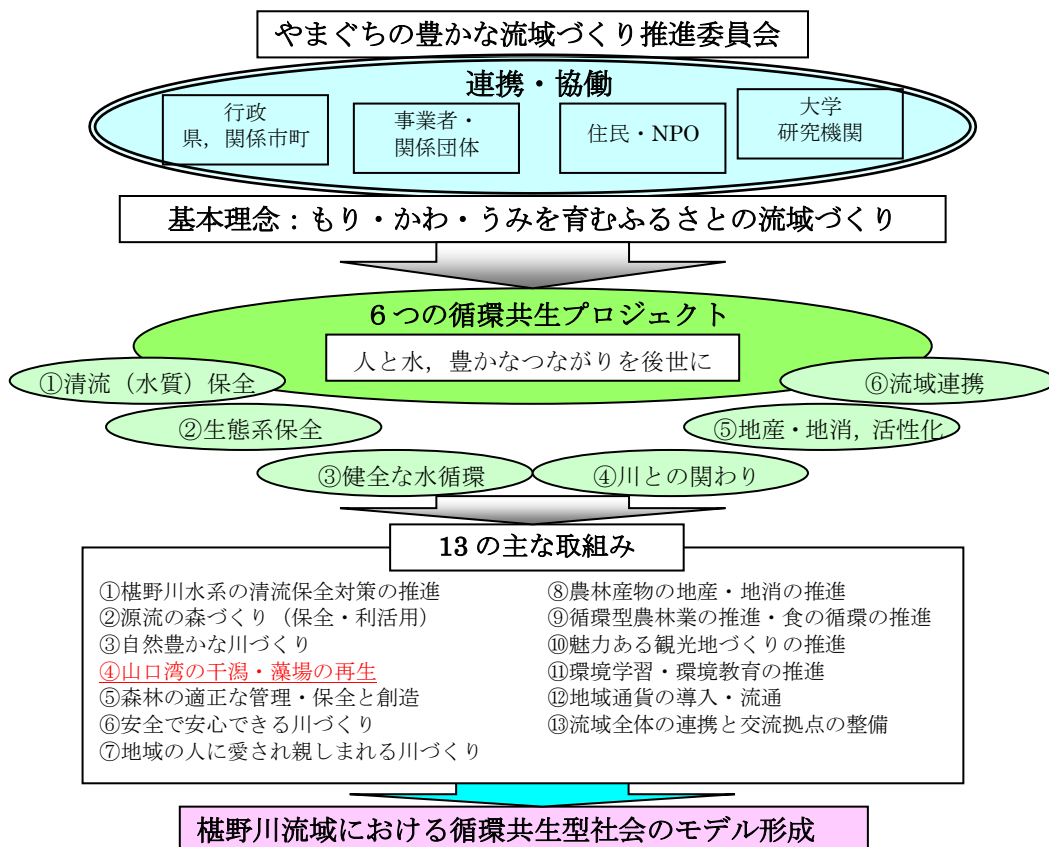 やまぐちの豊かな流域づくり推進委員会
連携・協働
行政
県，関係市町
事業者・
関係団体
住民・NPO
大学
研究機関
基本理念：もり・かわ・うみを育むふるさとの流域づくり
6つの循環共生プロジェクト
人と水，豊かなつながりを後世に
①清流（水質）保全
②生態系保全
③健全な水循環
④川との関わり
⑤地産・地消，活性化
⑥流域連携
13の主な取組み
①椹野川水系の清流保全対策の推進
②源流の森づくり（保全・利活用）
③自然豊かな川づくり
④山口湾の干潟・藻場の再生
⑤森林の適正な管理・保全と創造
⑥安全で安心できる川づくり
⑦地域の人に愛され親しまれる川づくり
⑧農林産物の地産・地消の推進
⑨循環型農林業の推進・食の循環の推進
⑩魅力ある観光地づくりの推進
⑪環境学習・環境教育の推進
⑫地域通貨の導入・流通
⑬流域全体の連携と交流拠点の整備
椹野川流域における循環共生型社会のモデル形成